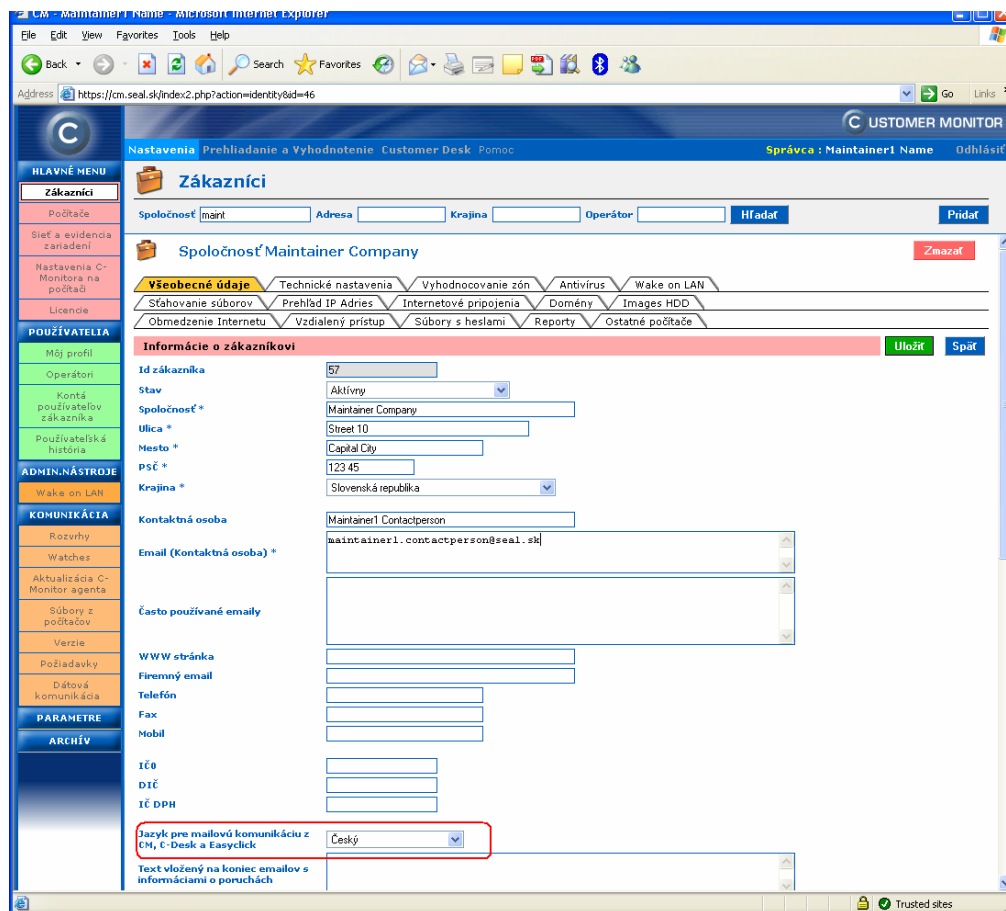 CM - Maintainer1 Name - Microsoft Internet Explorer
File Edit View Favorites Tools Help
Back Search Favorites
Address https://cm.seal.sk/index2.php?action=identity&id=46 Go Links
C USTOMER MONITOR
Nastavenia Prehliadanie a Vyhodnotenie Customer Desk Pomoc Správca : Maintainer1 Name Odhlásiť
HLAVNÉ MENU
Zákazníci
Počítače
Sieť a evidencia
zariadení
Nastavenia C-
Monitora na
počítači
Licencie
POUŽÍVATELIA
Môj profil
Operátori
Kontá
používateľov
zákazníka
Používateľská
história
ADMIN.NÁSTROJE
Wake on LAN
KOMUNIKÁCIA
Rozvrhy
Watches
Aktualizácia C-
Monitor agenta
Súbory z
počítačov
Verzie
Požiadavky
Dátová
komunikácia
PARAMETRE
ARCHÍV
Zákazníci
Spoločnosť maint Adresa Krajina Operátor Hľadať Pridať
Spoločnosť Maintainer Company Zmazať
Všeobecné údaje Technické nastavenia Vyhodnocovanie zón Antivírus Wake on LAN
Sťahovanie súborov Prehľad IP Adries Internetové pripojenia Domény Images HDD
Obmedzenie Internetu Vzdialený prístup Súbory s heslami Reporty Ostatné počítače
Informácie o zákazníkovi Uložiť Späť
Id zákazníka 57
Stav Aktívny
Spoločnosť * Maintainer Company
Ulica * Street 10
Mesto * Capital City
PSČ * 123 45
Krajina * Slovenská republika
Kontaktná osoba Maintainer1 Contactperson
Email (Kontaktná osoba) * maintainer1.contactperson@seal.sk
Často používané emaily
WWW stránka
Firemný email
Telefón
Fax
Mobil
IČO
DIČ
IČ DPH
Jazyk pre mailovú komunikáciu z
CM, C-Desk a Easyclick Český
Text vložený na koniec emailov s
informáciami o poruchách
Trusted sites